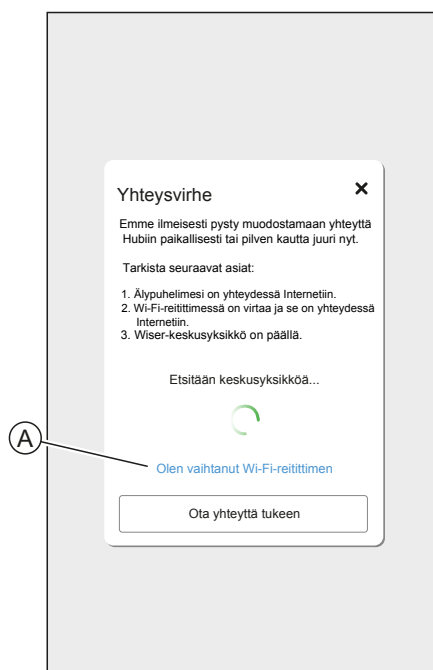 Yhteysvirhe
Emme ilmeisesti pysty muodostamaan yhteyttä
Hubiin paikallisesti tai pilven kautta juuri nyt.
Tarkista seuraavat asiat:
1. Älypuhelimesi on yhteydessä Internetiin.
2. Wi-Fi-reitittimessä on virtaa ja se on yhteydessä
Internetiin.
3. Wiser-keskusyksikkö on päällä.
Etsitään keskusyksikköä...
A
Olen vaihtanut Wi-Fi-reitittimen
Ota yhteyttä tukeen